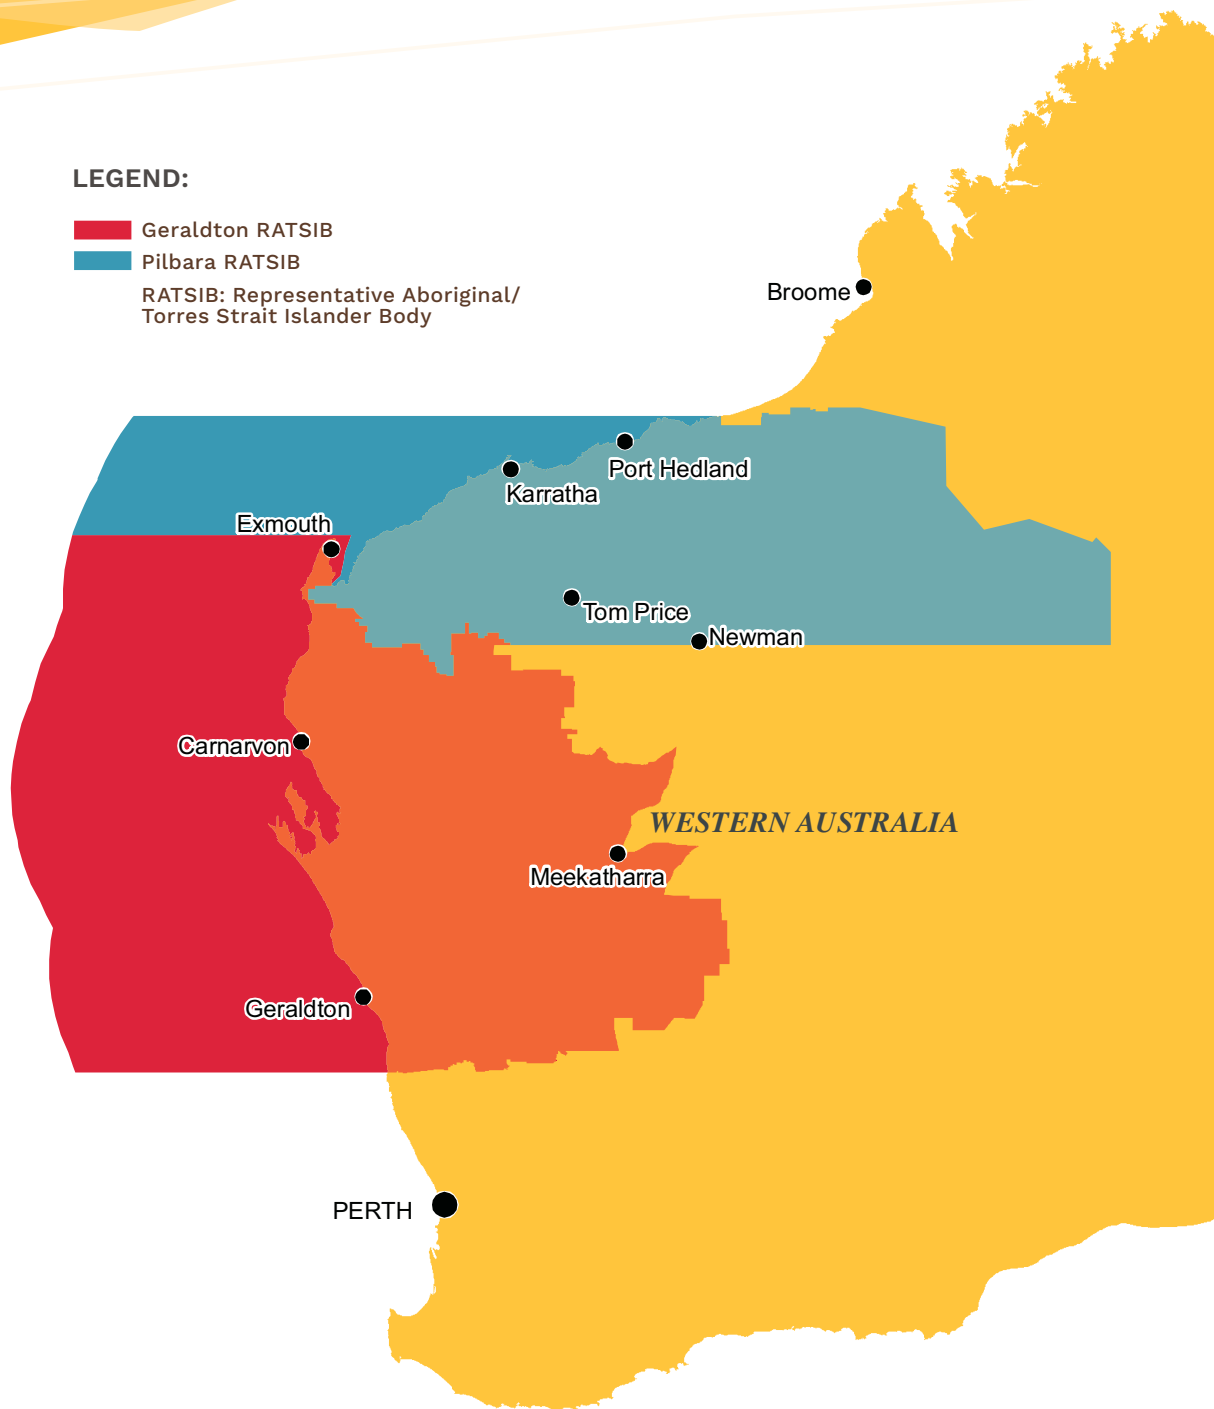 LEGEND:
Geraldton RATSIB
Pilbara RATSIB
RATSIB: Representative Aboriginal/
Torres Strait Islander Body
Broome
Port Hedland
Karratha
Exmouth
Tom Price
Newman
Carnarvon
WESTERN AUSTRALIA
Meekatharra
Geraldton
PERTH